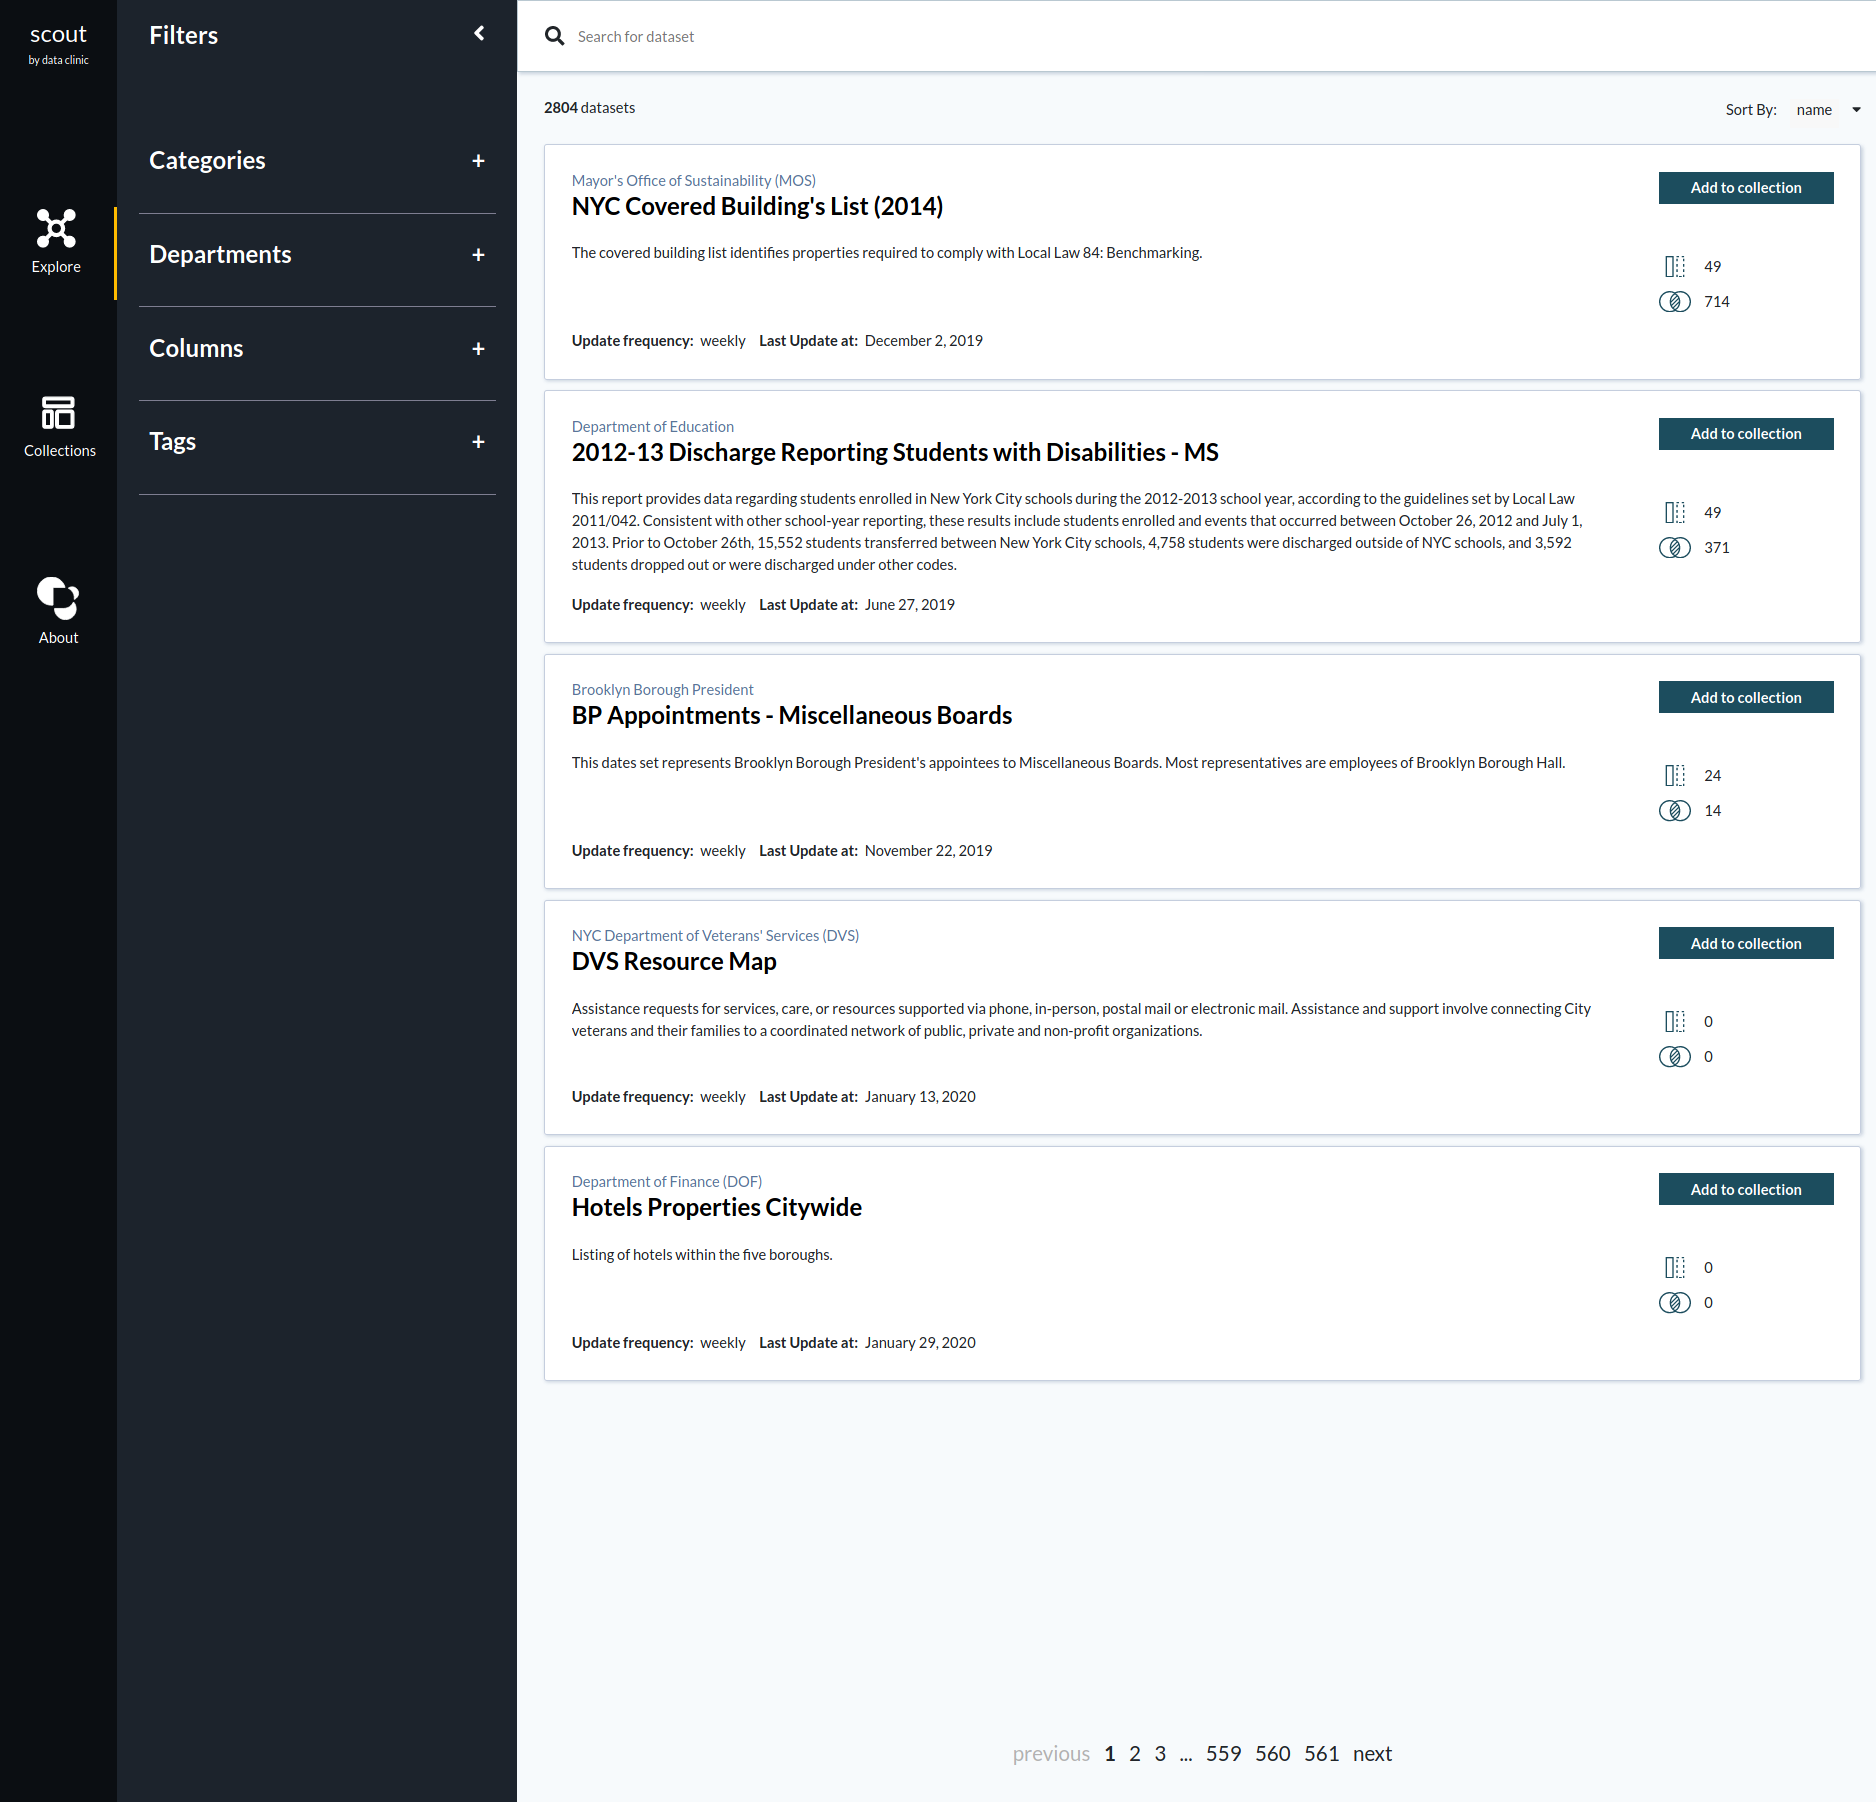 scout
by data clinic
Explore
Collections
About
Filters
Categories +
Departments +
Columns +
Tags +
Search for dataset
2804 datasets
Sort By: name
Mayor's Office of Sustainability (MOS)
NYC Covered Building's List (2014)
The covered building list identifies properties required to comply with Local Law 84: Benchmarking.
Update frequency: weekly Last Update at: December 2, 2019
Add to collection
49
714
Department of Education
2012-13 Discharge Reporting Students with Disabilities - MS
This report provides data regarding students enrolled in New York City schools during the 2012-2013 school year, according to the guidelines set by Local Law
2011/042. Consistent with other school-year reporting, these results include students enrolled and events that occurred between October 26, 2012 and July 1,
2013. Prior to October 26th, 15,552 students transferred between New York City schools, 4,758 students were discharged outside of NYC schools, and 3,592
students dropped out or were discharged under other codes.
Update frequency: weekly Last Update at: June 27, 2019
Add to collection
49
371
Brooklyn Borough President
BP Appointments - Miscellaneous Boards
This dates set represents Brooklyn Borough President's appointees to Miscellaneous Boards. Most representatives are employees of Brooklyn Borough Hall.
Update frequency: weekly Last Update at: November 22, 2019
Add to collection
24
14
NYC Department of Veterans' Services (DVS)
DVS Resource Map
Assistance requests for services, care, or resources supported via phone, in-person, postal mail or electronic mail. Assistance and support involve connecting City
veterans and their families to a coordinated network of public, private and non-profit organizations.
Update frequency: weekly Last Update at: January 13, 2020
Add to collection
0
0
Department of Finance (DOF)
Hotels Properties Citywide
Listing of hotels within the five boroughs.
Update frequency: weekly Last Update at: January 29, 2020
Add to collection
0
0
previous 1 2 3 ... 559 560 561 next